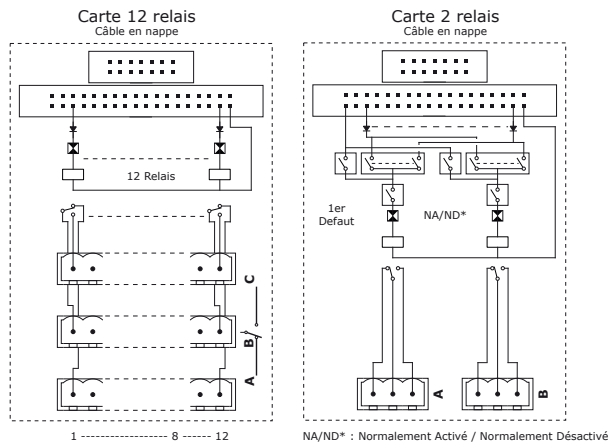 Carte 12 relais
Câble en nappe
12 Relais
C
B
A
1 ------------------ 8 ------ 12
Carte 2 relais
Câble en nappe
1er
Defaut
NA/ND*
A
B
NA/ND* : Normalement Activé / Normalement Désactivé